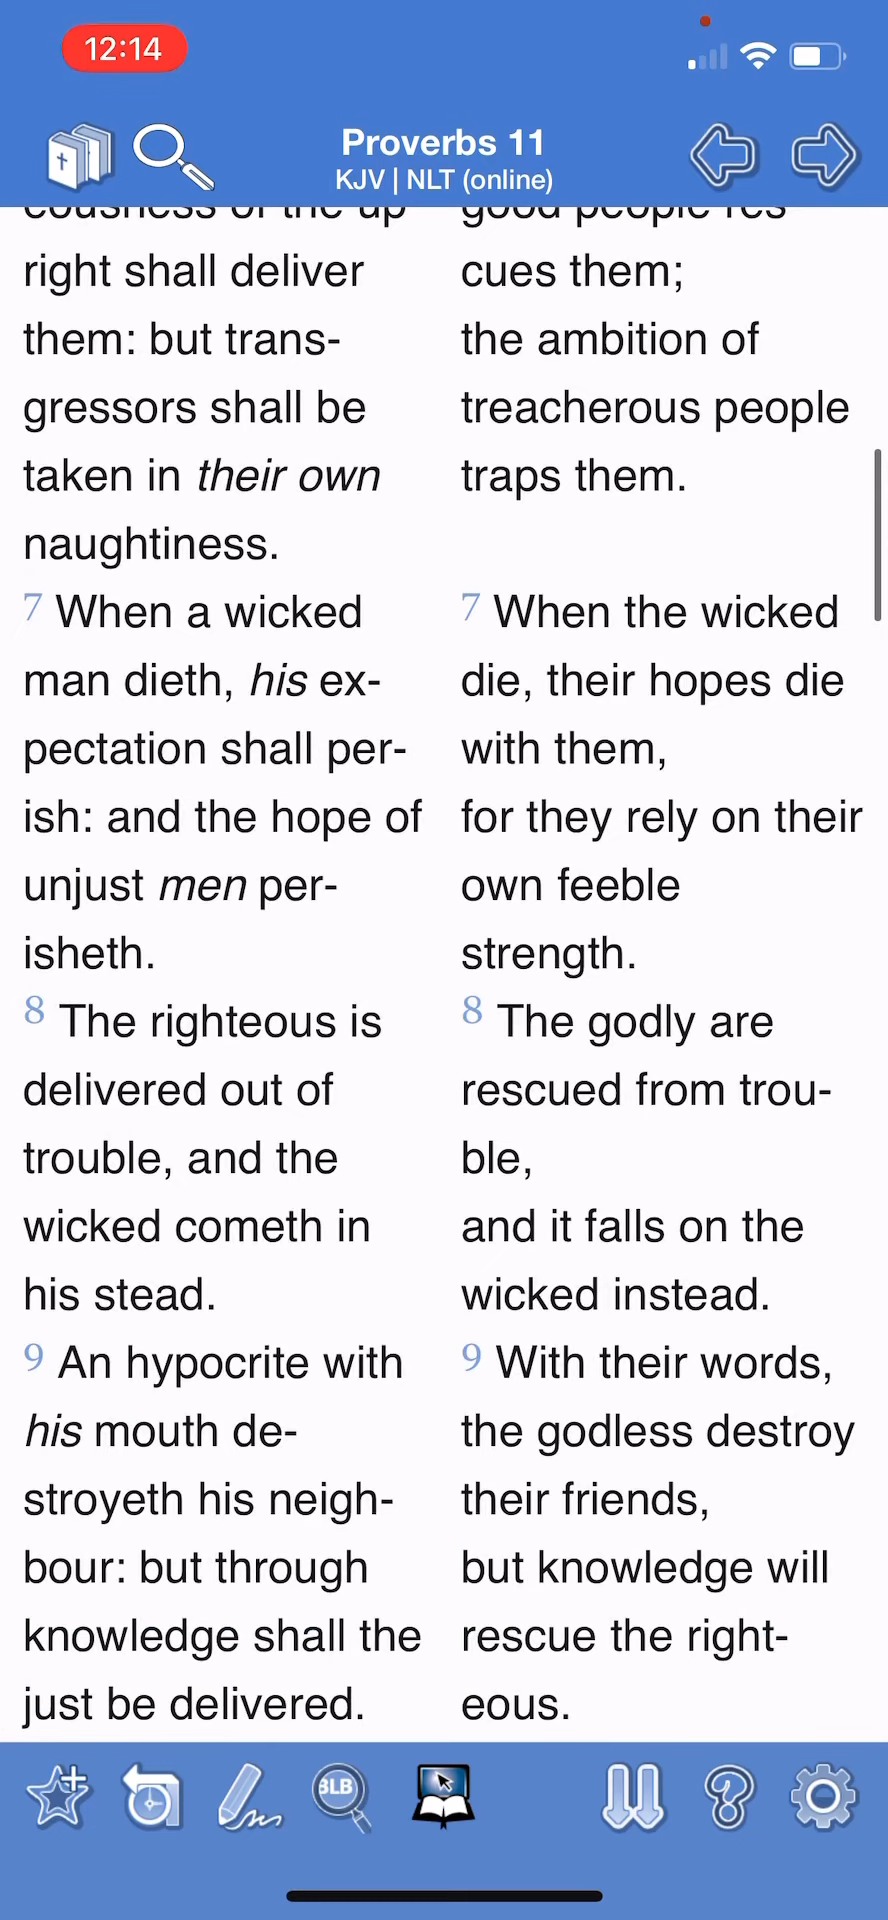 12:14
Proverbs 11
KJV | NLT (online)
cousness of the up
right shall deliver
them: but trans-
gressors shall be
taken in their own
naughtiness.
7 When a wicked
man dieth, his ex-
pectation shall per-
ish: and the hope of
unjust men per-
isheth.
8 The righteous is
delivered out of
trouble, and the
wicked cometh in
his stead.
9 An hypocrite with
his mouth de-
stroyeth his neigh-
bour: but through
knowledge shall the
just be delivered.
good people res
cues them;
the ambition of
treacherous people
traps them.
7 When the wicked
die, their hopes die
with them,
for they rely on their
own feeble
strength.
8 The godly are
rescued from trou-
ble,
and it falls on the
wicked instead.
9 With their words,
the godless destroy
their friends,
but knowledge will
rescue the right-
eous.
BLB